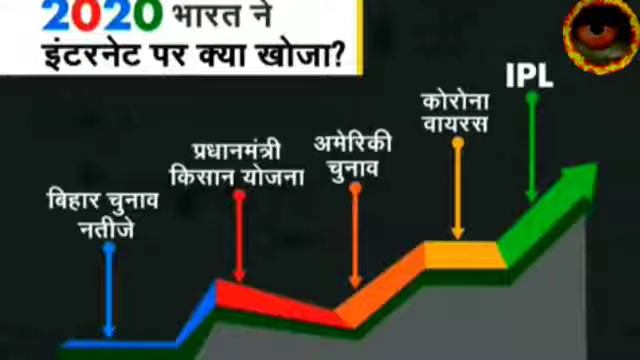 2020 भारत ने
इंटरनेट पर क्या खोजा?
IPL
कोरोना
वायरस
अमेरिकी
चुनाव
प्रधानमंत्री
किसान योजना
बिहार चुनाव
नतीजे